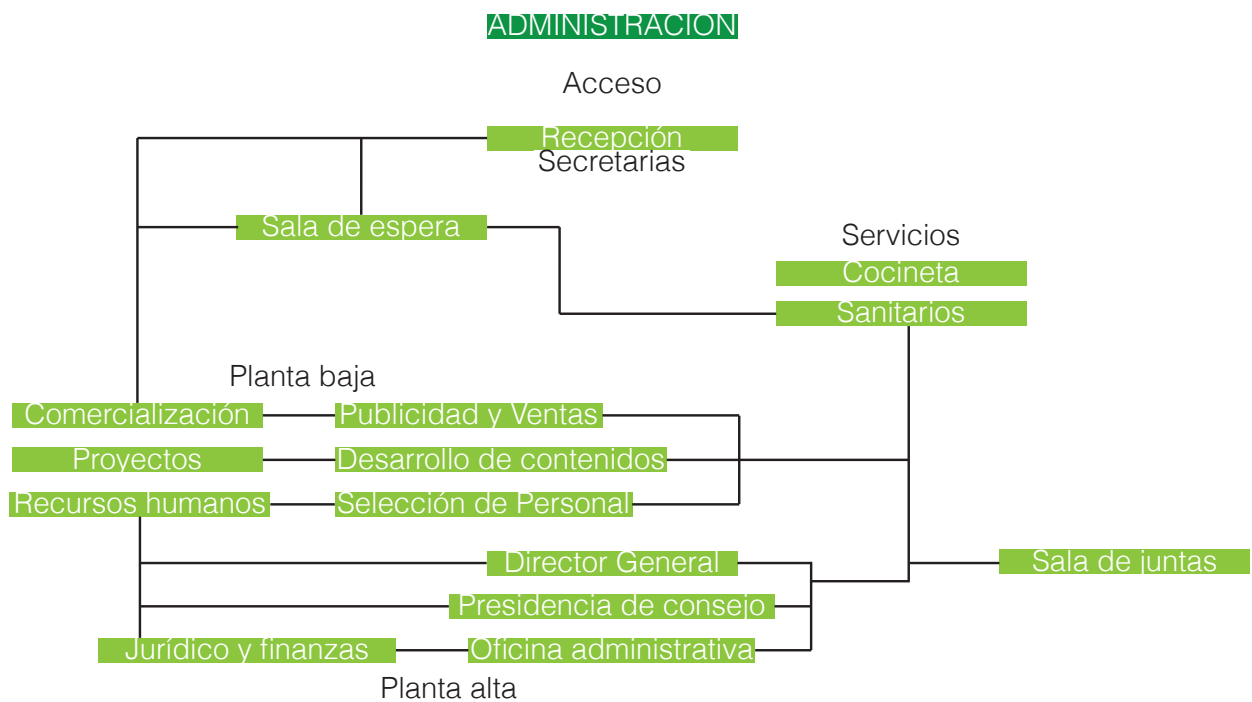 ADMINISTRACIÓN
Acceso
Recepción
Secretarias
Sala de espera
Servicios
Cocineta
Sanitarios
Planta baja
Comercialización
Publicidad y Ventas
Proyectos
Desarrollo de contenidos
Recursos humanos
Selección de Personal
Director General
Sala de juntas
Presidencia de consejo
Jurídico y finanzas
Oficina administrativa
Planta alta